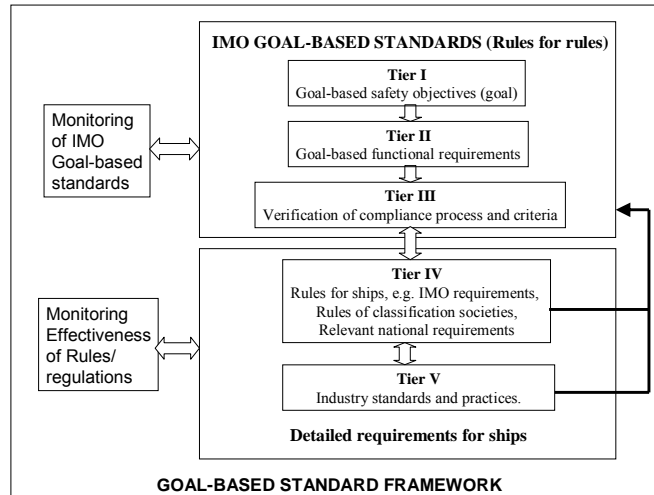 IMO GOAL-BASED STANDARDS (Rules for rules)
Tier I
Goal-based safety objectives (goal)
Tier II
Goal-based functional requirements
Tier III
Verification of compliance process and criteria
Monitoring
of IMO
Goal-based
standards
Tier IV
Rules for ships, e.g. IMO requirements,
Rules of classification societies,
Relevant national requirements
Monitoring
Effectiveness
of Rules/
regulations
Tier V
Industry standards and practices.
Detailed requirements for ships
GOAL-BASED STANDARD FRAMEWORK